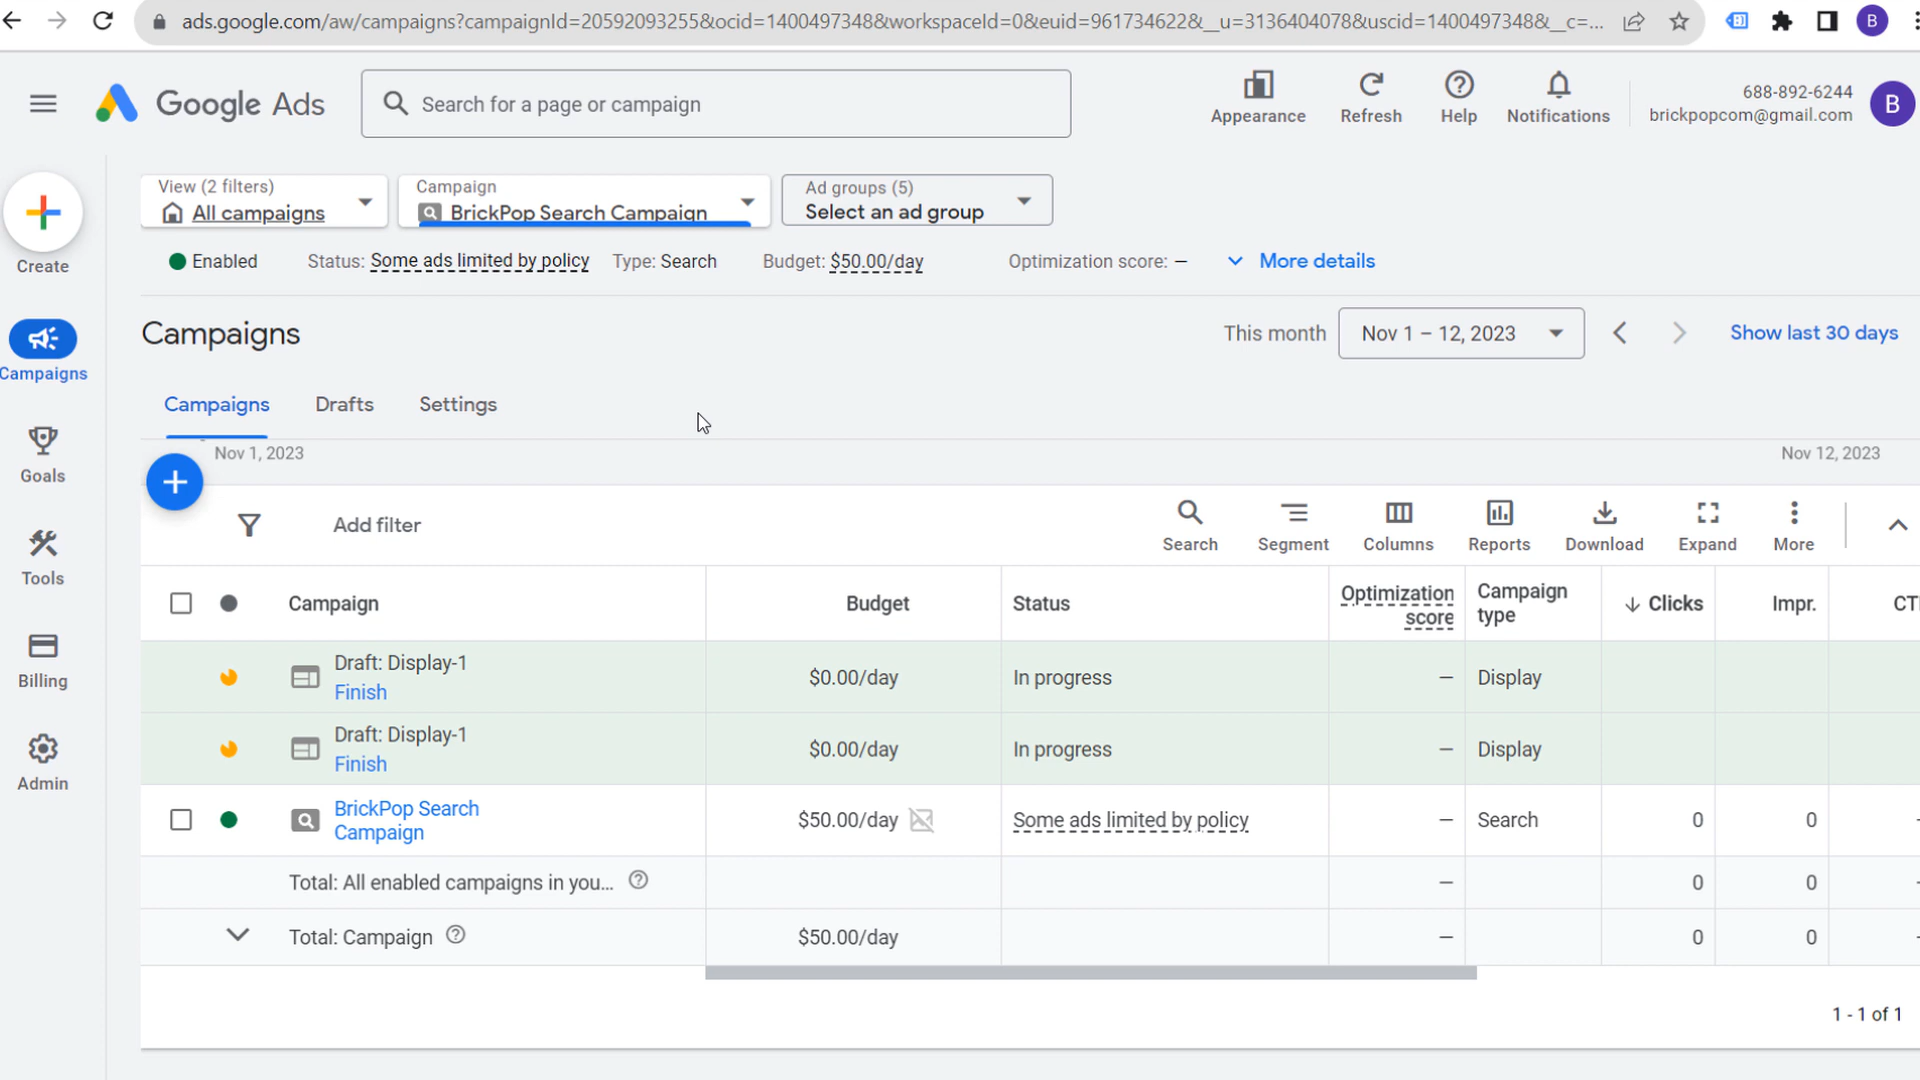 ads.google.com/aw/campaigns?campaignId=20592093255&ocid=1400497348&workspaceId=0&euid=961734622&__u=3136404078&uscid=1400497348&__c=...
B
Google Ads
Search for a page or campaign
Appearance
Refresh
Help
Notifications
688-892-6244
brickpopcom@gmail.com
B
Create
Campaigns
Goals
Tools
Billing
Admin
View (2 filters)
All campaigns
Campaign
BrickPop Search Campaign
Ad groups (5)
Select an ad group
Enabled Status: Some ads limited by policy Type: Search Budget: $50.00/day Optimization score: — More details
Campaigns
This month Nov 1 – 12, 2023 Show last 30 days
Campaigns Drafts Settings
Nov 1, 2023 Nov 12, 2023
Add filter
Search Segment Columns Reports Download Expand More
Campaign Budget Status Optimization score Campaign type Clicks Impr. CT
Draft: Display-1
Finish
$0.00/day In progress — Display
Draft: Display-1
Finish
$0.00/day In progress — Display
BrickPop Search
Campaign
$50.00/day Some ads limited by policy — Search 0 0
Total: All enabled campaigns in you... — 0 0
Total: Campaign $50.00/day — 0 0
1 - 1 of 1